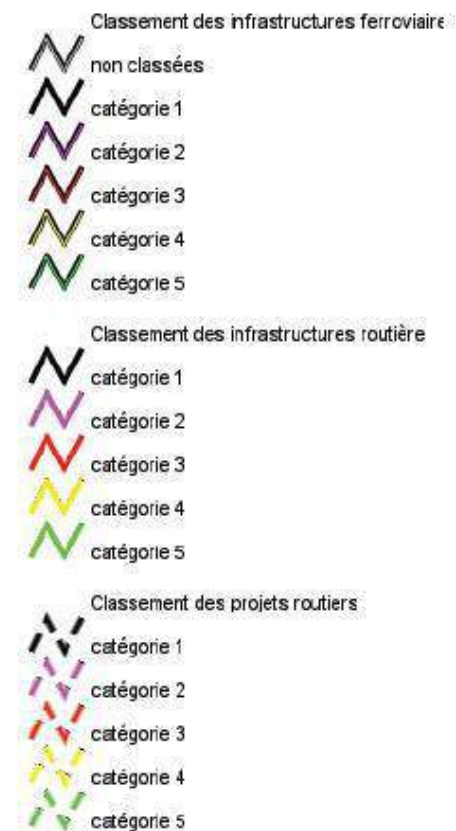 Classement des infrastructures ferroviaire
non classées
catégorie 1
catégorie 2
catégorie 3
catégorie 4
catégorie 5
Classement des infrastructures routière
catégorie 1
catégorie 2
catégorie 3
catégorie 4
catégorie 5
Classement des projets routiers
catégorie 1
catégorie 2
catégorie 3
catégorie 4
catégorie 5